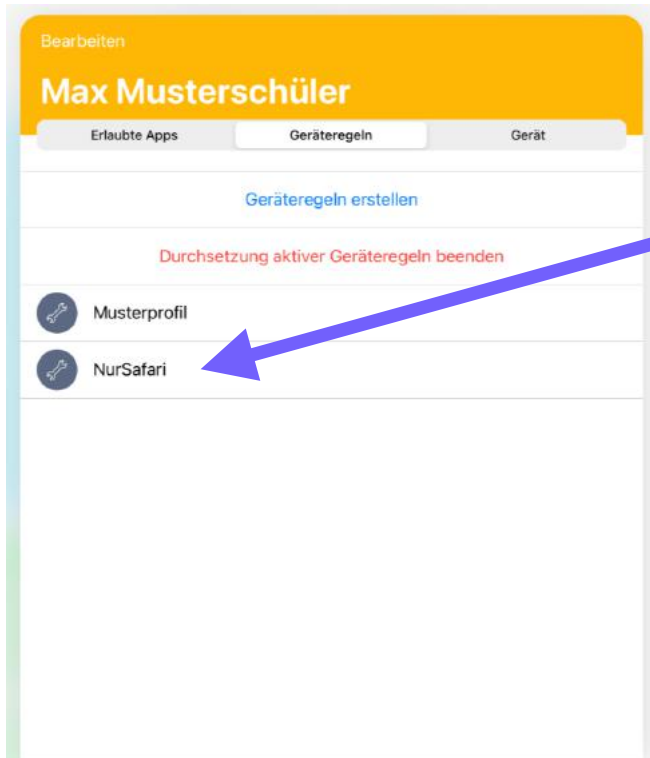 Bearbeiten
Max Musterschüler
Erlaubte Apps Geräteregeln Gerät
Geräteregeln erstellen
Durchsetzung aktiver Geräteregeln beenden
Musterprofil
NurSafari